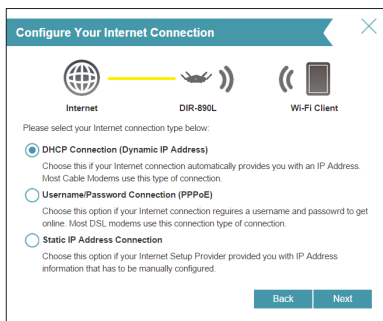 Configure Your Internet Connection
Internet
DIR-890L
Wi-Fi Client
Please select your Internet connection type below:
DHCP Connection (Dynamic IP Address)
Choose this if your Internet connection automatically provides you with an IP Address.
Most Cable Modems use this type of connection.
Username/Password Connection (PPPoE)
Choose this option if your Internet connection requires a username and passowrd to get
online. Most DSL modems use this connection type of connection.
Static IP Address Connection
Choose this option if your Internet Setup Provider provided you with IP Address
information that has to be manually configured.
Back
Next